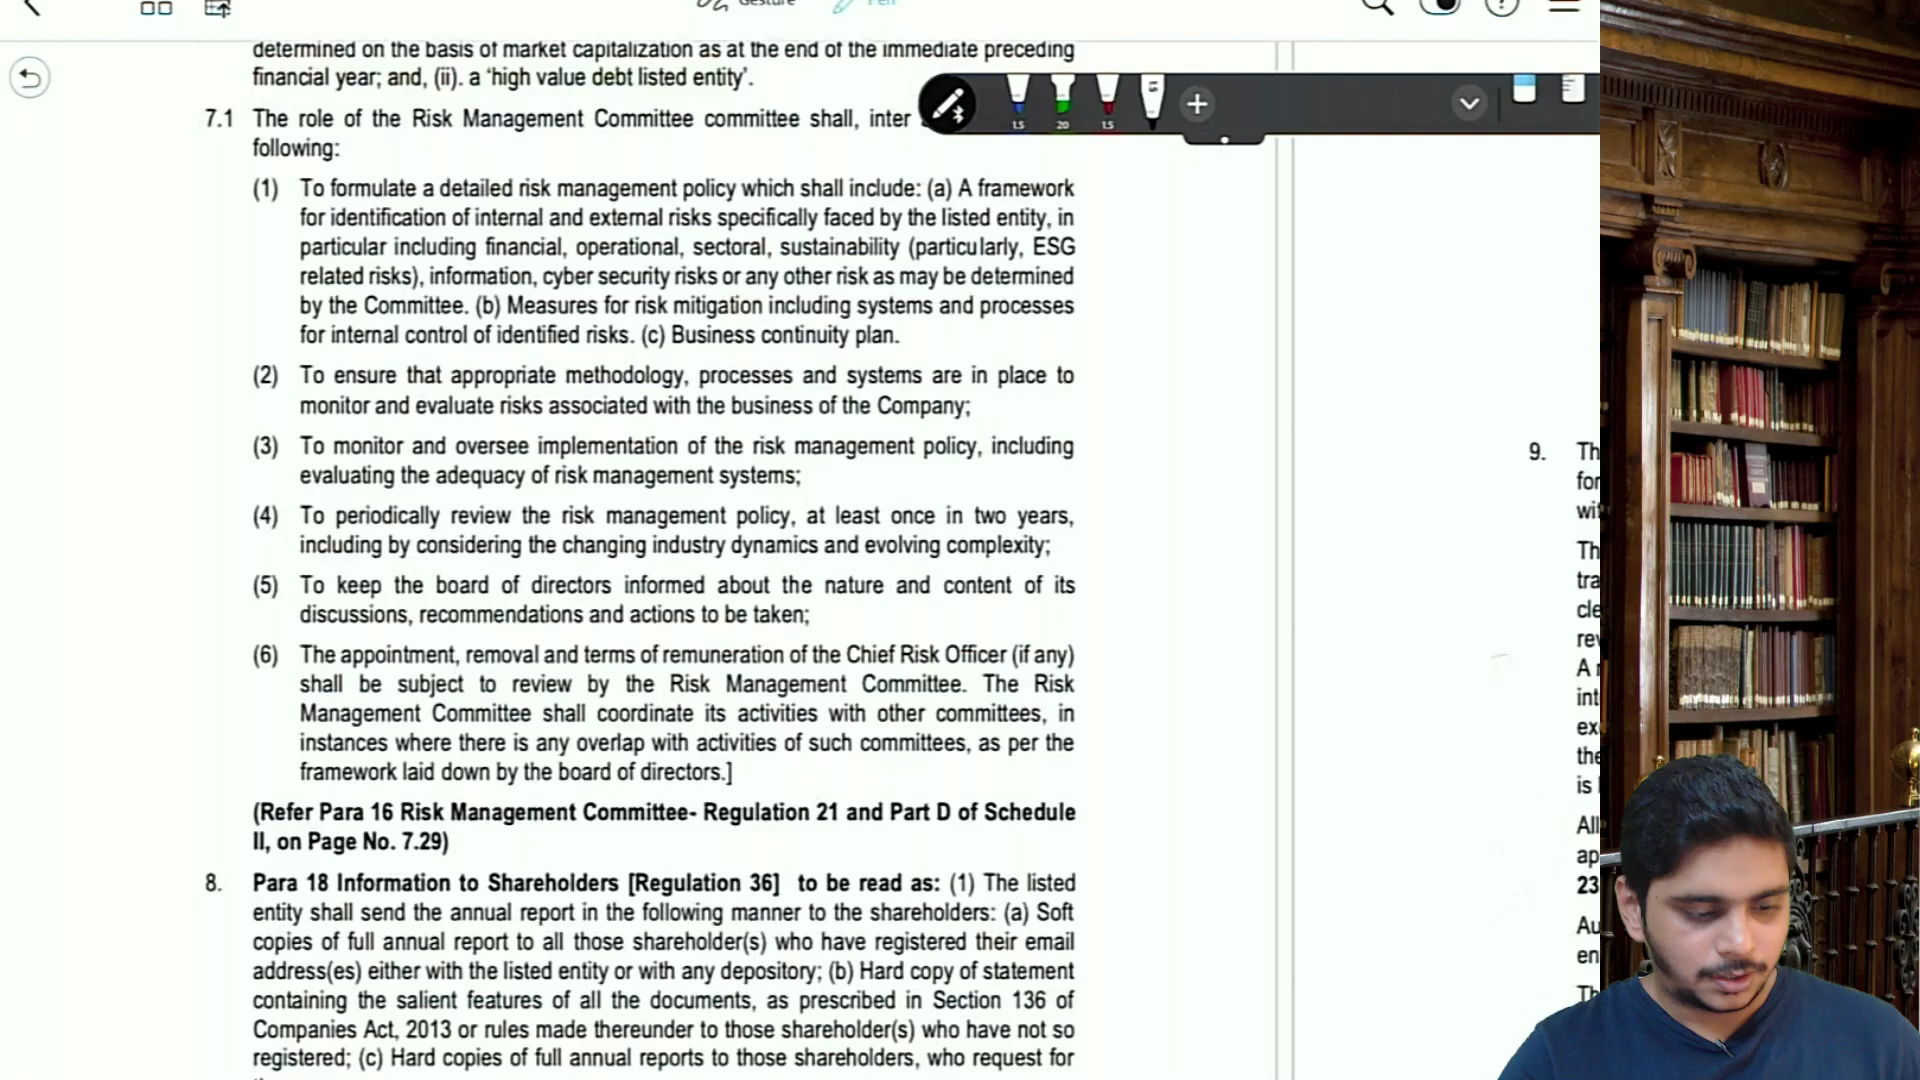 Gesture
Pen
determined on the basis of market capitalization as at the end of the immediate preceding
financial year; and, (ii). a 'high value debt listed entity'.
15
20
15
7.1 The role of the Risk Management Committee committee shall, inter
following:
(1) To formulate a detailed risk management policy which shall include: (a) A framework
for identification of internal and external risks specifically faced by the listed entity, in
particular including financial, operational, sectoral, sustainability (particularly, ESG
related risks), information, cyber security risks or any other risk as may be determined
by the Committee. (b) Measures for risk mitigation including systems and processes
for internal control of identified risks. (c) Business continuity plan.
(2) To ensure that appropriate methodology, processes and systems are in place to
monitor and evaluate risks associated with the business of the Company;
(3) To monitor and oversee implementation of the risk management policy, including
evaluating the adequacy of risk management systems;
(4) To periodically review the risk management policy, at least once in two years,
including by considering the changing industry dynamics and evolving complexity;
(5) To keep the board of directors informed about the nature and content of its
discussions, recommendations and actions to be taken;
(6) The appointment, removal and terms of remuneration of the Chief Risk Officer (if any)
shall be subject to review by the Risk Management Committee. The Risk
Management Committee shall coordinate its activities with other committees, in
instances where there is any overlap with activities of such committees, as per the
framework laid down by the board of directors.]
(Refer Para 16 Risk Management Committee- Regulation 21 and Part D of Schedule
II, on Page No. 7.29)
8. Para 18 Information to Shareholders [Regulation 36] to be read as: (1) The listed
entity shall send the annual report in the following manner to the shareholders: (a) Soft
copies of full annual report to all those shareholder(s) who have registered their email
address(es) either with the listed entity or with any depository; (b) Hard copy of statement
containing the salient features of all the documents, as prescribed in Section 136 of
Companies Act, 2013 or rules made thereunder to those shareholder(s) who have not so
registered; (c) Hard copies of full annual reports to those shareholders, who request for
9. Th
for
Th
tra
cle
A
int
the
is
All
ap
23
Au
en